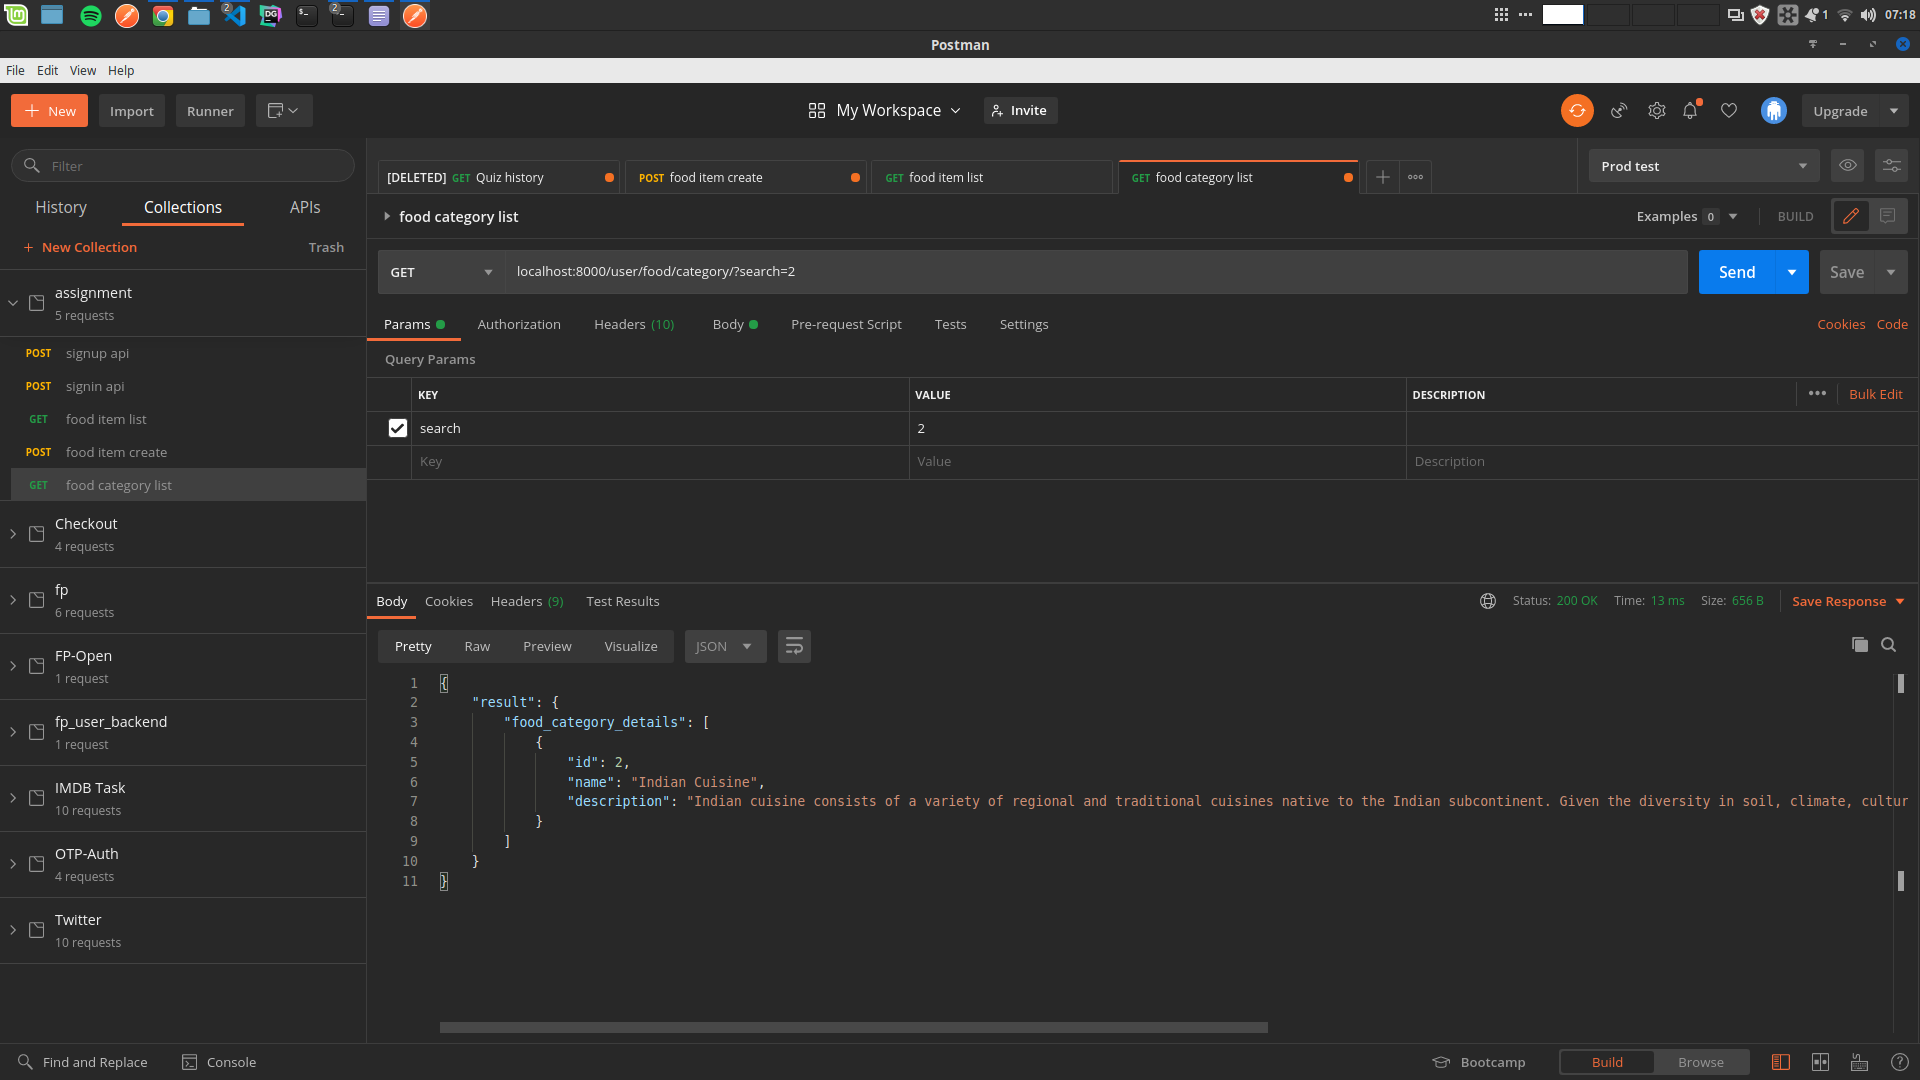 2
2
1
07:18
Postman
File Edit View Help
New
Import
Runner
My Workspace
Invite
Upgrade
Filter
[DELETED] GET Quiz history
POST food item create
GET food item list
GET food category list
Prod test
History
Collections
APIs
food category list
Examples 0
BUILD
+ New Collection
Trash
GET
localhost:8000/user/food/category/?search=2
Send
Save
assignment
5 requests
Params
Authorization
Headers (10)
Body
Pre-request Script
Tests
Settings
Cookies Code
POST signup api
POST signin api
GET food item list
POST food item create
GET food category list
Query Params
KEY VALUE DESCRIPTION
Bulk Edit
search 2
Key Value Description
Checkout
4 requests
fp
6 requests
FP-Open
1 request
fp_user_backend
1 request
IMDB Task
10 requests
OTP-Auth
4 requests
Twitter
10 requests
Body Cookies Headers (9) Test Results
Status: 200 OK Time: 13 ms Size: 656 B
Save Response
Pretty Raw Preview Visualize JSON
1 {
2 "result": {
3 "food_category_details": [
4 {
5 "id": 2,
6 "name": "Indian Cuisine",
7 "description": "Indian cuisine consists of a variety of regional and traditional cuisines native to the Indian subcontinent. Given the diversity in soil, climate, cultur
8 }
9 ]
10 }
11 }
Find and Replace
Console
Bootcamp
Build
Browse